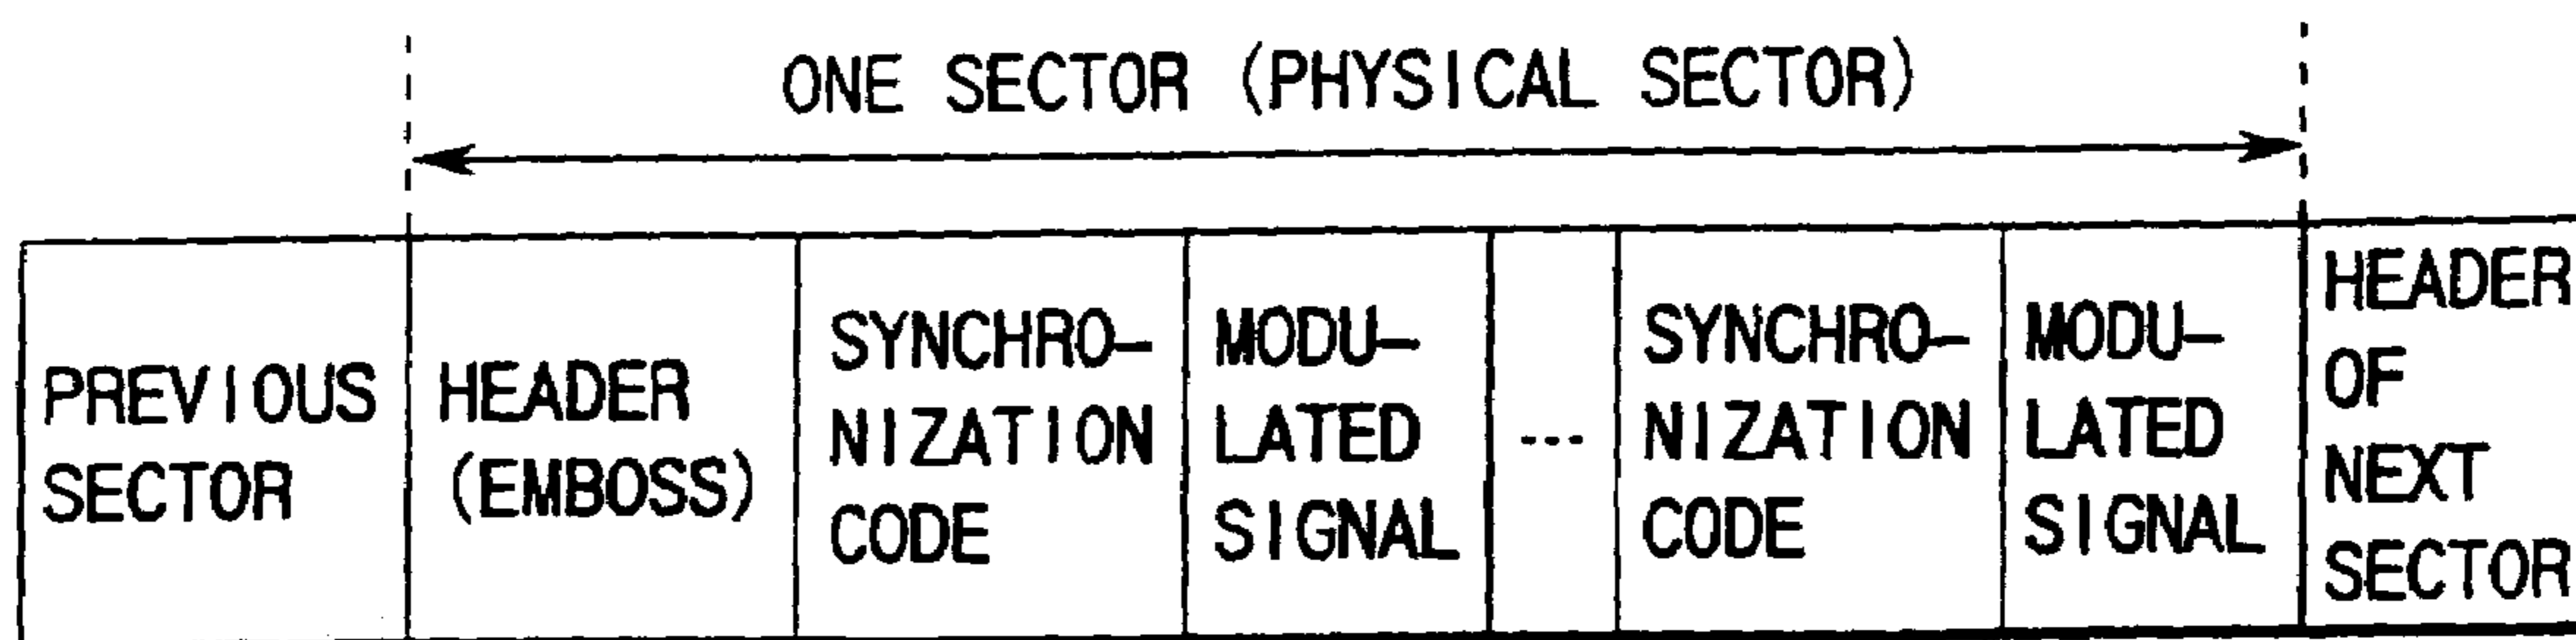 ONE SECTOR (PHYSICAL SECTOR)
PREVIOUS
SECTOR
HEADER
(EMBOSS)
SYNCHRO–
NIZATION
CODE
MODU–
LATED
SIGNAL
---
SYNCHRO–
NIZATION
CODE
MODU–
LATED
SIGNAL
HEADER
OF
NEXT
SECTOR